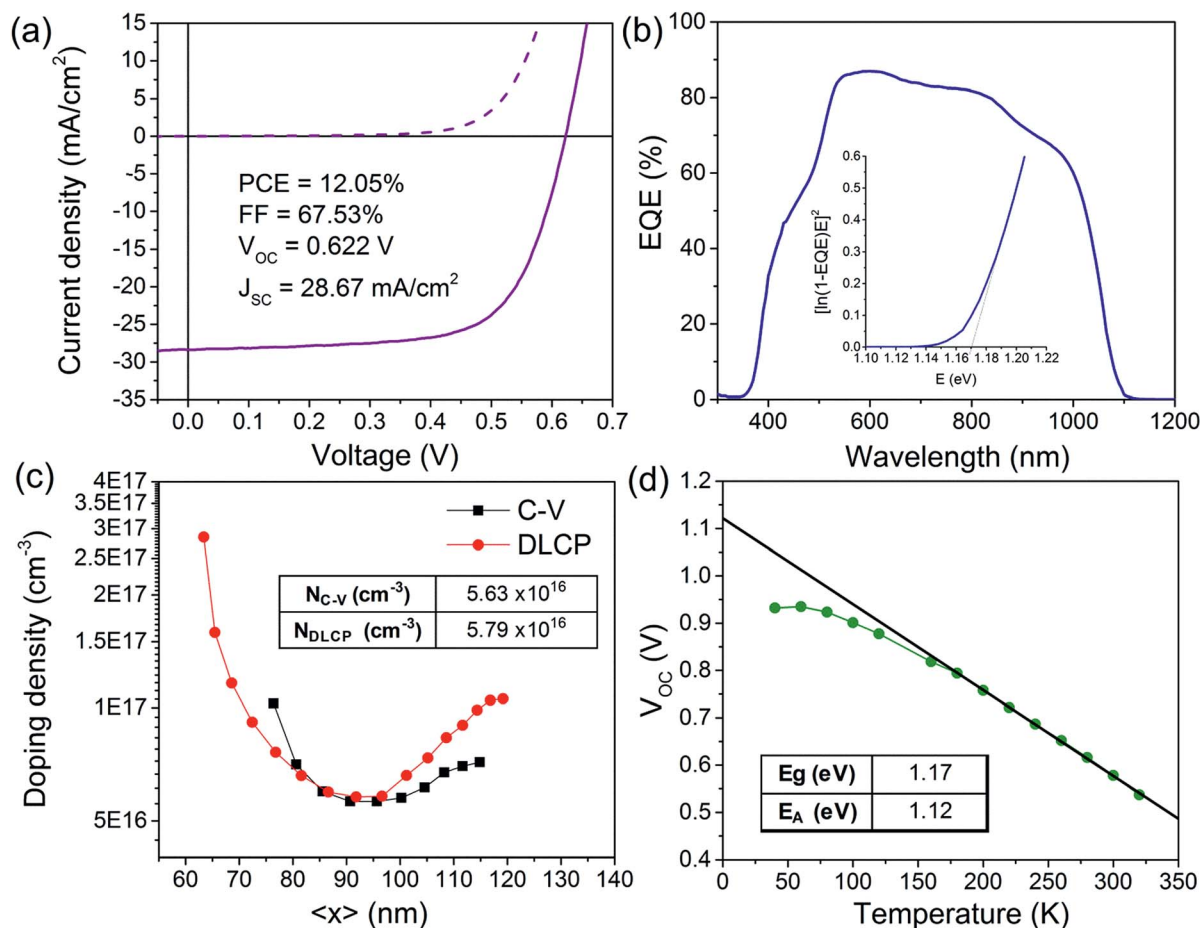 (a)
15
10
5
0
-5
-10
-15
-20
-25
-30
-35
Current density (mA/cm²)
PCE = 12.05%
FF = 67.53%
V_OC = 0.622 V
J_SC = 28.67 mA/cm²
0.0 0.1 0.2 0.3 0.4 0.5 0.6 0.7
Voltage (V)
(b)
100
80
60
40
20
0
EQE (%)
0.6
0.5
0.4
0.3
0.2
0.1
0.0
[ln(1-EQE)E]²
1.10 1.12 1.14 1.16 1.18 1.20 1.22
E (eV)
400 600 800 1000 1200
Wavelength (nm)
(c)
4E17
3.5E17
3E17
2.5E17
2E17
1.5E17
1E17
5E16
Doping density (cm⁻³)
C-V
DLCP
N_C-V (cm⁻³) 5.63 x10¹⁶
N_DLCP (cm⁻³) 5.79 x10¹⁶
60 70 80 90 100 110 120 130 140
<x> (nm)
(d)
1.2
1.1
1.0
0.9
0.8
0.7
0.6
0.5
0.4
V_OC (V)
Eg (eV) 1.17
E_A (eV) 1.12
0 50 100 150 200 250 300 350
Temperature (K)